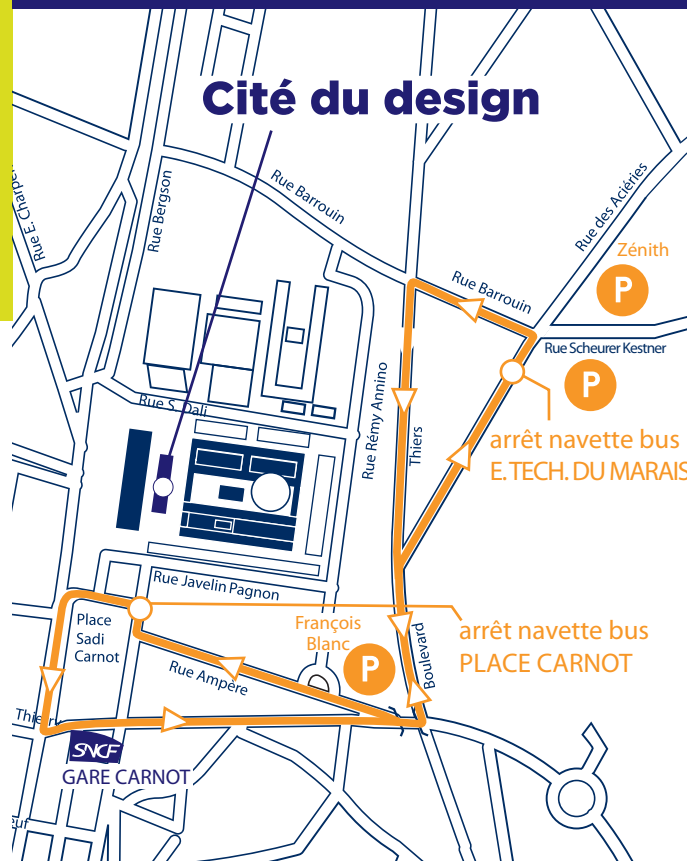 Cité du design
Rue E. Charpe
Rue Bergson
Rue Barrouin
Rue des Aciéries
Zénith
P
Rue Barrouin
Rue Scheurer Kestner
P
Rue Rémy Annino
Thiers
Rue S. Dali
arrêt navette bus
E. TECH. DU MARAIS
Rue Javelin Pagnon
Place
Sadi
Carnot
François
Blanc
P
Boulevard
arrêt navette bus
PLACE CARNOT
Rue Ampère
SNCF
GARE CARNOT